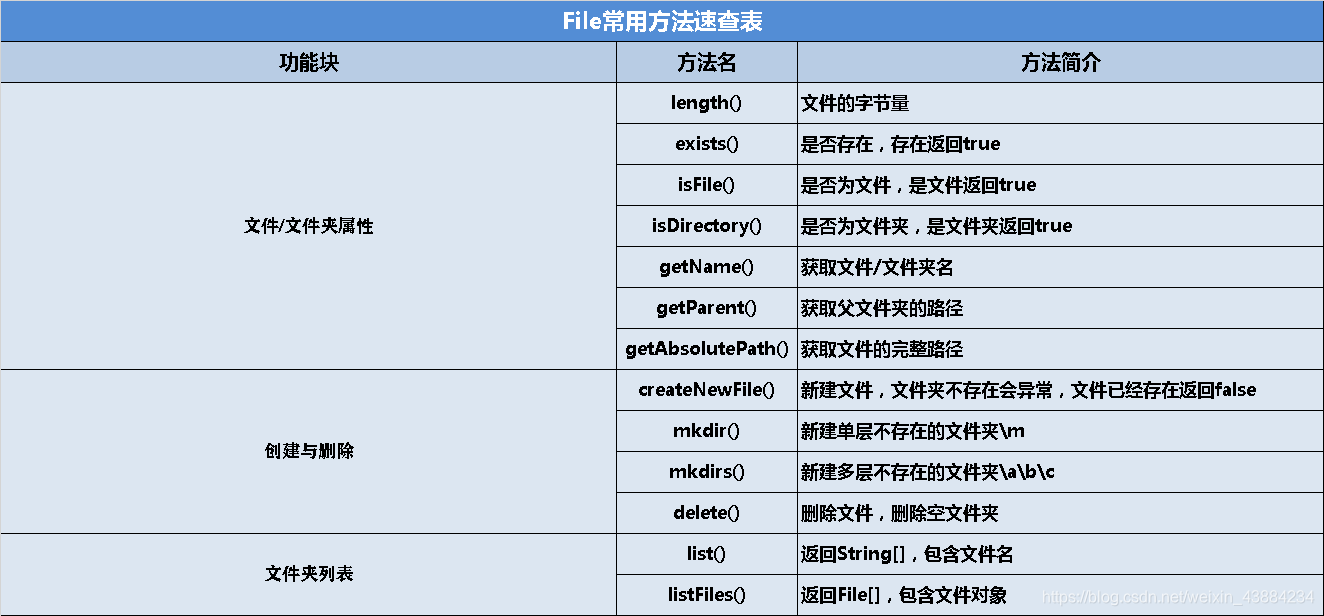 File常用方法速查表
功能块 方法名 方法简介
文件/文件夹属性
length() 文件的字节量
exists() 是否存在，存在返回true
isFile() 是否为文件，是文件返回true
isDirectory() 是否为文件夹，是文件夹返回true
getName() 获取文件/文件夹名
getParent() 获取父文件夹的路径
getAbsolutePath() 获取文件的完整路径
创建与删除
createNewFile() 新建文件，文件夹不存在会异常，文件已经存在返回false
mkdir() 新建单层不存在的文件夹\m
mkdirs() 新建多层不存在的文件夹\a\b\c
delete() 删除文件，删除空文件夹
文件夹列表
list() 返回String[]，包含文件名
listFiles() 返回File[]，包含文件对象
https://blog.csdn.net/weixin_43884234